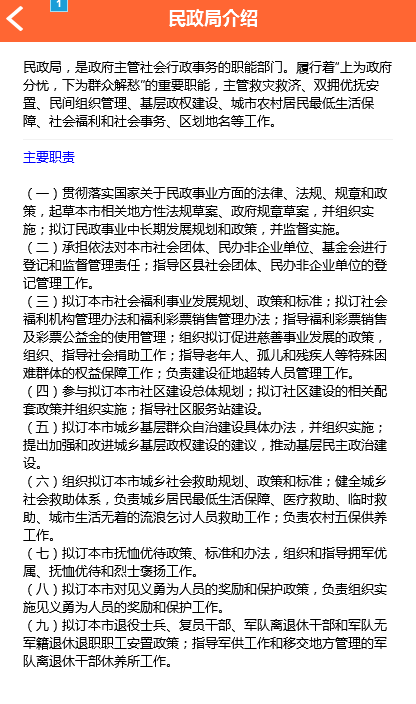 1
民政局介绍
民政局，是政府主管社会行政事务的职能部门。履行着“上为政府
分忧，下为群众解愁”的重要职能，主管救灾救济、双拥优抚安
置、民间组织管理、基层政权建设、城市农村居民最低生活保
障、社会福利和社会事务、区划地名等工作。
主要职责
（一）贯彻落实国家关于民政事业方面的法律、法规、规章和政
策，起草本市相关地方性法规草案、政府规章草案，并组织实
施；拟订民政事业中长期发展规划和政策，并监督实施。
（二）承担依法对本市社会团体、民办非企业单位、基金会进行
登记和监督管理责任；指导区县社会团体、民办非企业单位的登
记管理工作。
（三）拟订本市社会福利事业发展规划、政策和标准；拟订社会
福利机构管理办法和福利彩票销售管理办法；指导福利彩票销售
及彩票公益金的使用管理；组织拟订促进慈善事业发展的政策，
组织、指导社会捐助工作；指导老年人、孤儿和残疾人等特殊困
难群体的权益保障工作；负责建设征地超转人员管理工作。
（四）参与拟订本市社区建设总体规划；拟订社区建设的相关配
套政策并组织实施；指导社区服务站建设。
（五）拟订本市城乡基层群众自治建设具体办法，并组织实施；
提出加强和改进城乡基层政权建设的建议，推动基层民主政治建
设。
（六）组织拟订本市城乡社会救助规划、政策和标准；健全城乡
社会救助体系，负责城乡居民最低生活保障、医疗救助、临时救
助、城市生活无着的流浪乞讨人员救助工作；负责农村五保供养
工作。
（七）拟订本市抚恤优待政策、标准和办法，组织和指导拥军优
属、抚恤优待和烈士褒扬工作。
（八）拟订本市对见义勇为人员的奖励和保护政策，负责组织实
施见义勇为人员的奖励和保护工作。
（九）拟订本市退役士兵、复员干部、军队离退休干部和军队无
军籍退休退职职工安置政策；指导军供工作和移交地方管理的军
队离退休干部休养所工作。